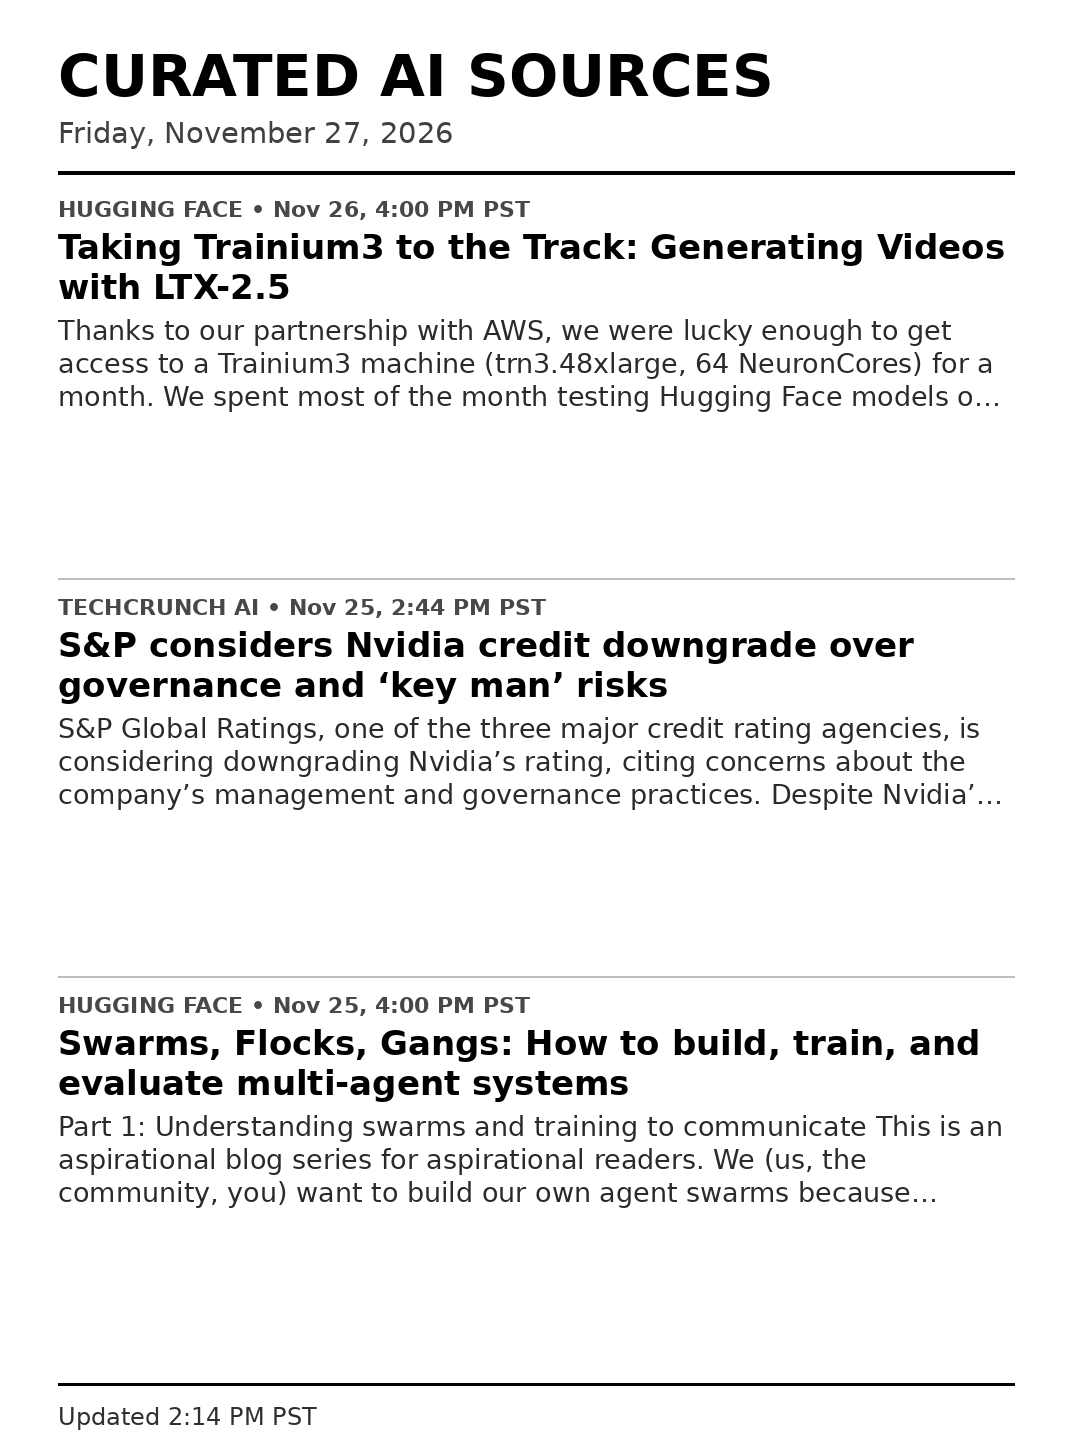 CURATED AI SOURCES
Friday, November 27, 2026
HUGGING FACE • Nov 26, 4:00 PM PST
Taking Trainium3 to the Track: Generating Videos
with LTX-2.5
Thanks to our partnership with AWS, we were lucky enough to get
access to a Trainium3 machine (trn3.48xlarge, 64 NeuronCores) for a
month. We spent most of the month testing Hugging Face models o…
TECHCRUNCH AI • Nov 25, 2:44 PM PST
S&P considers Nvidia credit downgrade over
governance and ‘key man’ risks
S&P Global Ratings, one of the three major credit rating agencies, is
considering downgrading Nvidia’s rating, citing concerns about the
company’s management and governance practices. Despite Nvidia’…
HUGGING FACE • Nov 25, 4:00 PM PST
Swarms, Flocks, Gangs: How to build, train, and
evaluate multi-agent systems
Part 1: Understanding swarms and training to communicate This is an
aspirational blog series for aspirational readers. We (us, the
community, you) want to build our own agent swarms because…
Updated 2:14 PM PST